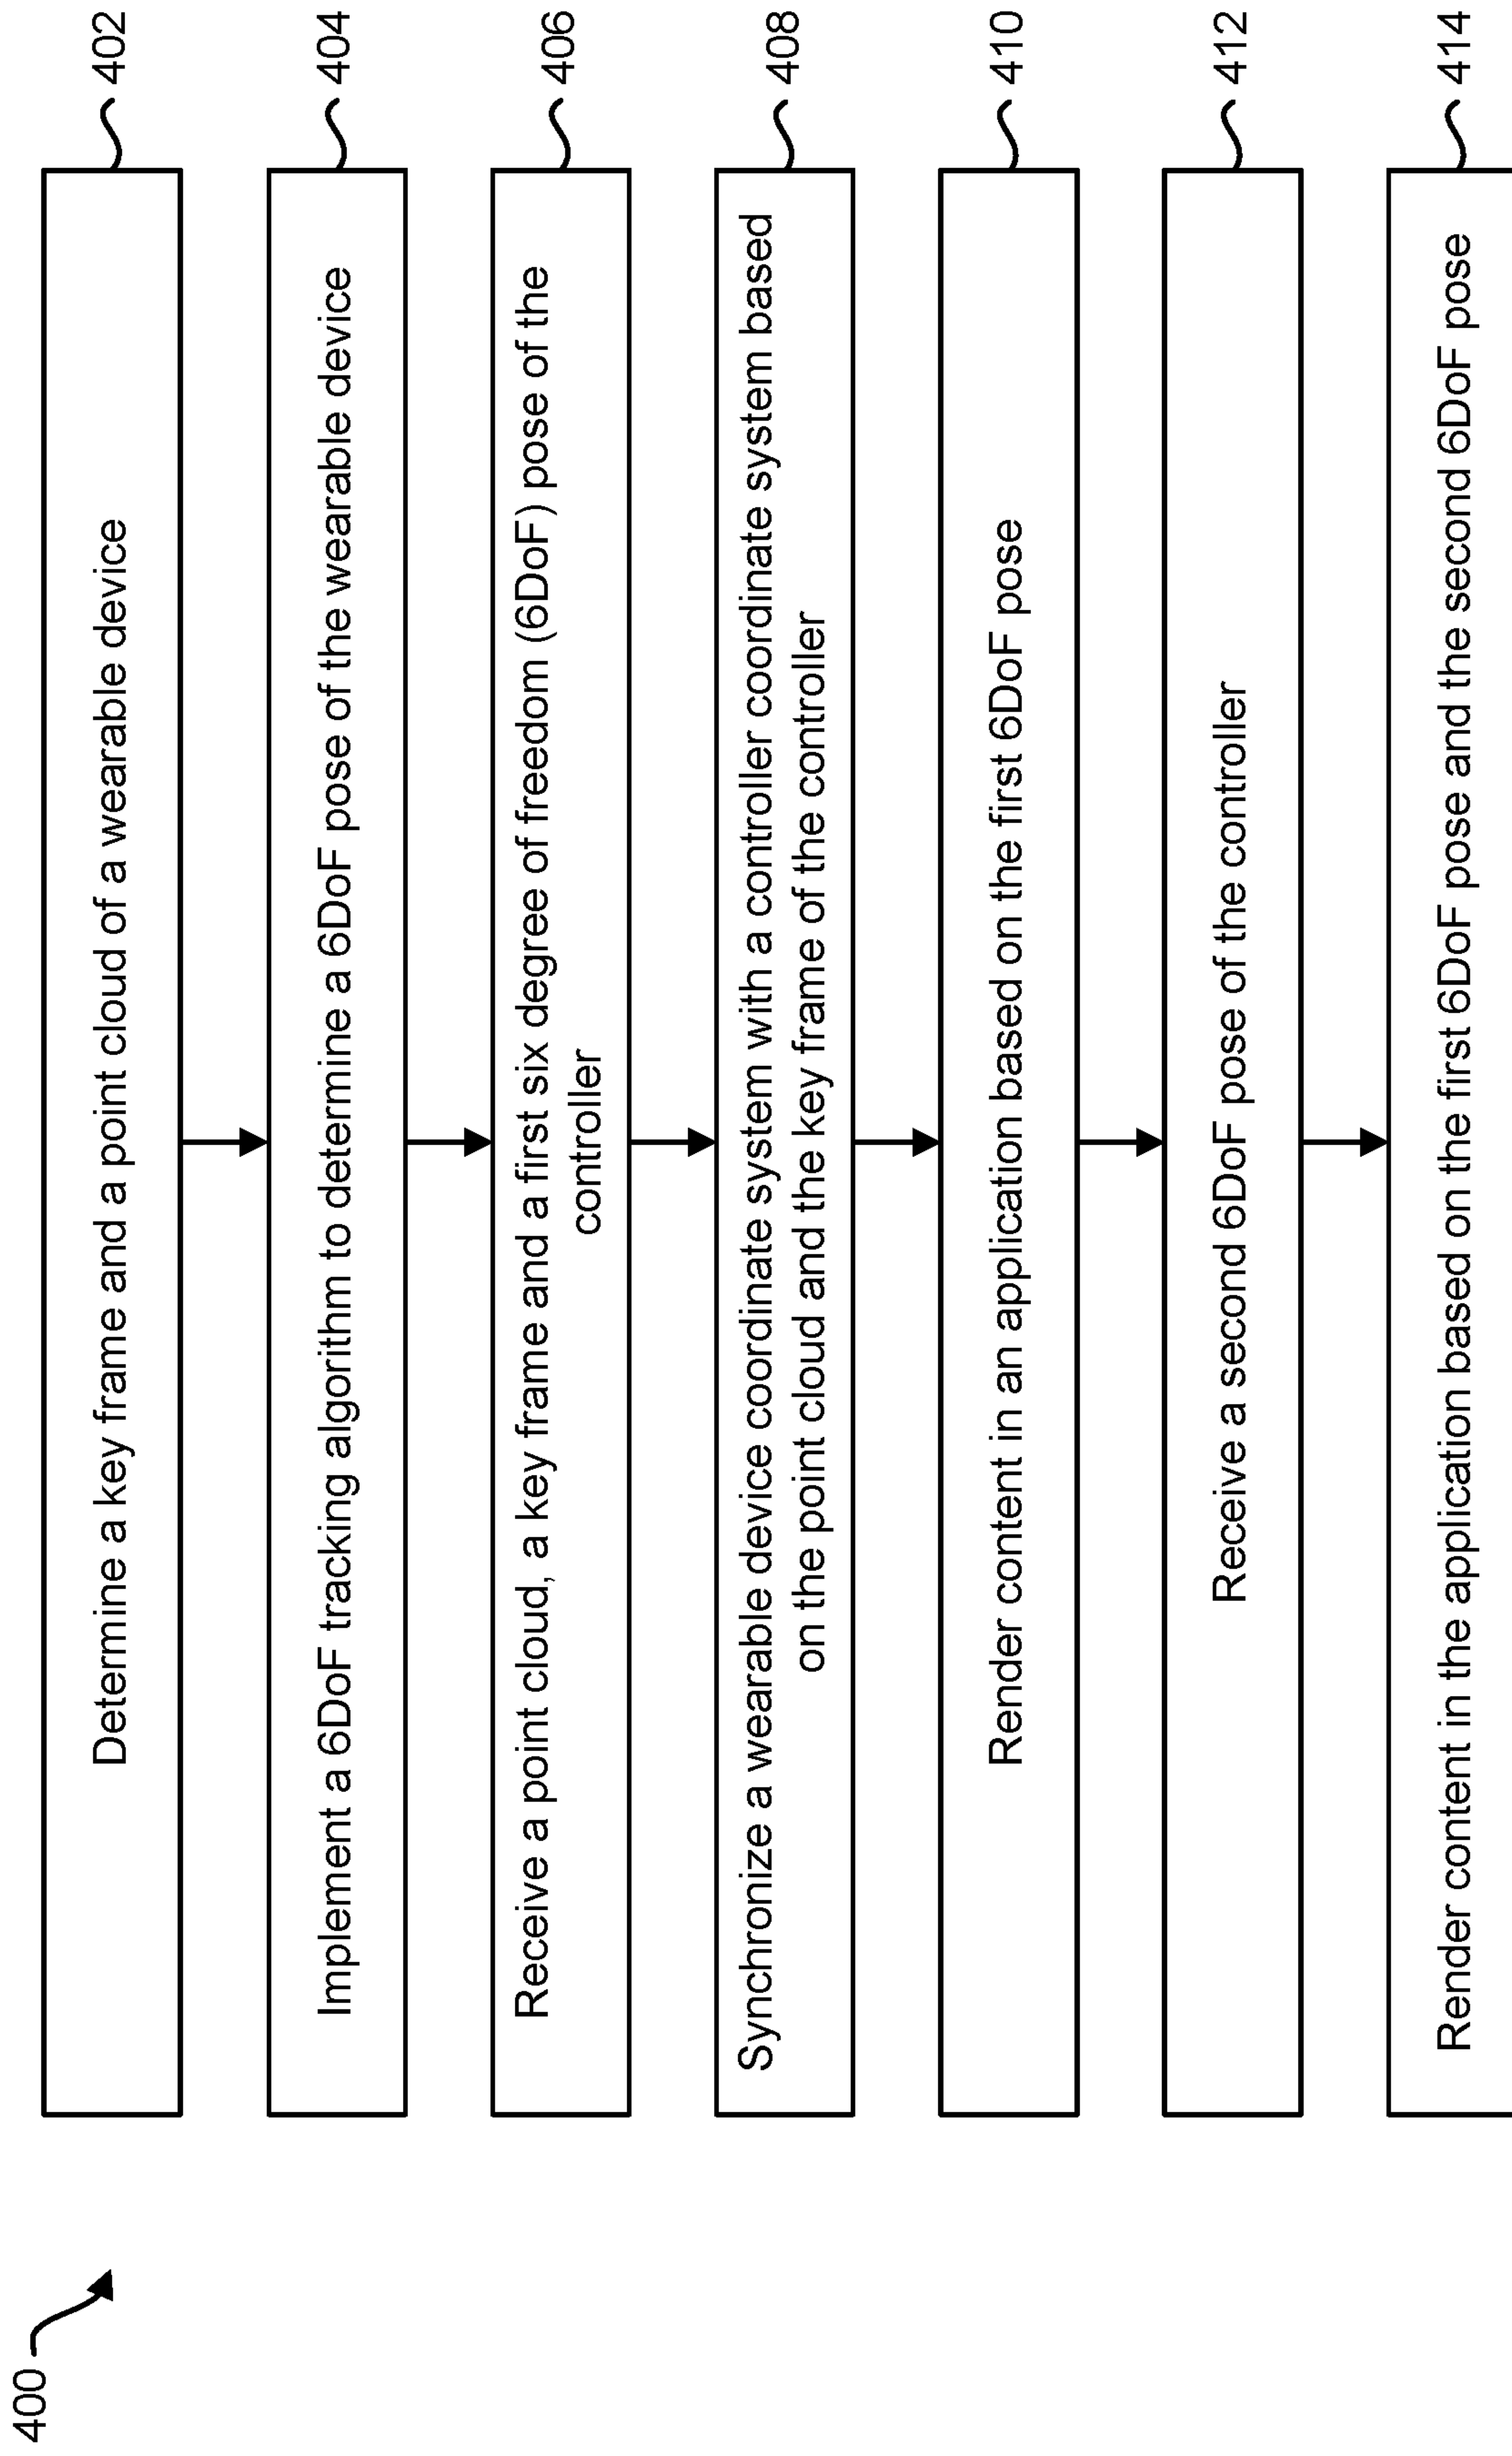 400
Determine a key frame and a point cloud of a wearable device
402
Implement a 6DoF tracking algorithm to determine a 6DoF pose of the wearable device
404
Receive a point cloud, a key frame and a first six degree of freedom (6DoF) pose of the
controller
406
Synchronize a wearable device coordinate system with a controller coordinate system based
on the point cloud and the key frame of the controller
408
Render content in an application based on the first 6DoF pose
410
Receive a second 6DoF pose of the controller
412
Render content in the application based on the first 6DoF pose and the second 6DoF pose
414